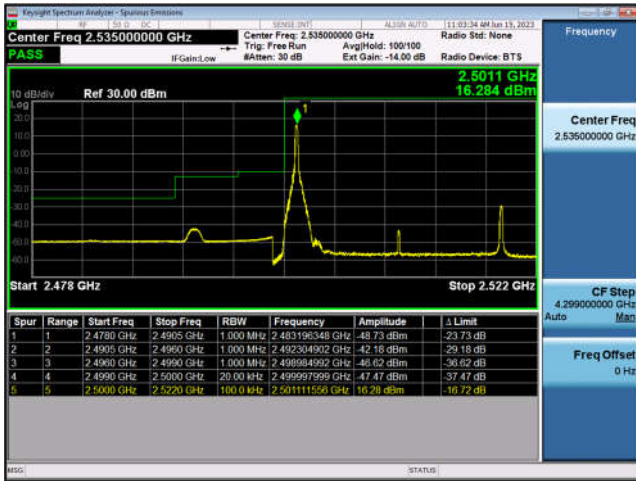 Keysight Spectrum Analyzer - Spurious Emissions
RF 50 Ω DC SENSE:INT ALIGN AUTO 11:03:34 AM Jun 15, 2023
Center Freq 2.535000000 GHz
Center Freq: 2.535000000 GHz Radio Std: None
PASS
Trig: Free Run Avg|Hold: 100/100
IFGain:Low #Atten: 30 dB Ext Gain: -14.00 dB Radio Device: BTS
Frequency
2.5011 GHz
16.284 dBm
10 dB/div Ref 30.00 dBm
Log
20.0
10.0
0.00
-10.0
-20.0
-30.0
-40.0
-50.0
-60.0
1
Start 2.478 GHz Stop 2.522 GHz
Center Freq
2.535000000 GHz
CF Step
4.299000000 GHz
Auto Man
Freq Offset
0 Hz
Spur Range Start Freq Stop Freq RBW Frequency Amplitude Δ Limit
1 1 2.4780 GHz 2.4905 GHz 1.000 MHz 2.483196348 GHz -48.73 dBm -23.73 dB
2 2 2.4905 GHz 2.4960 GHz 1.000 MHz 2.492304902 GHz -42.18 dBm -29.18 dB
3 3 2.4960 GHz 2.4990 GHz 1.000 MHz 2.498984992 GHz -46.62 dBm -36.62 dB
4 4 2.4990 GHz 2.5000 GHz 20.00 kHz 2.499997999 GHz -47.47 dBm -37.47 dB
5 5 2.5000 GHz 2.5220 GHz 100.0 kHz 2.501111556 GHz 16.28 dBm -16.72 dB
MSG STATUS